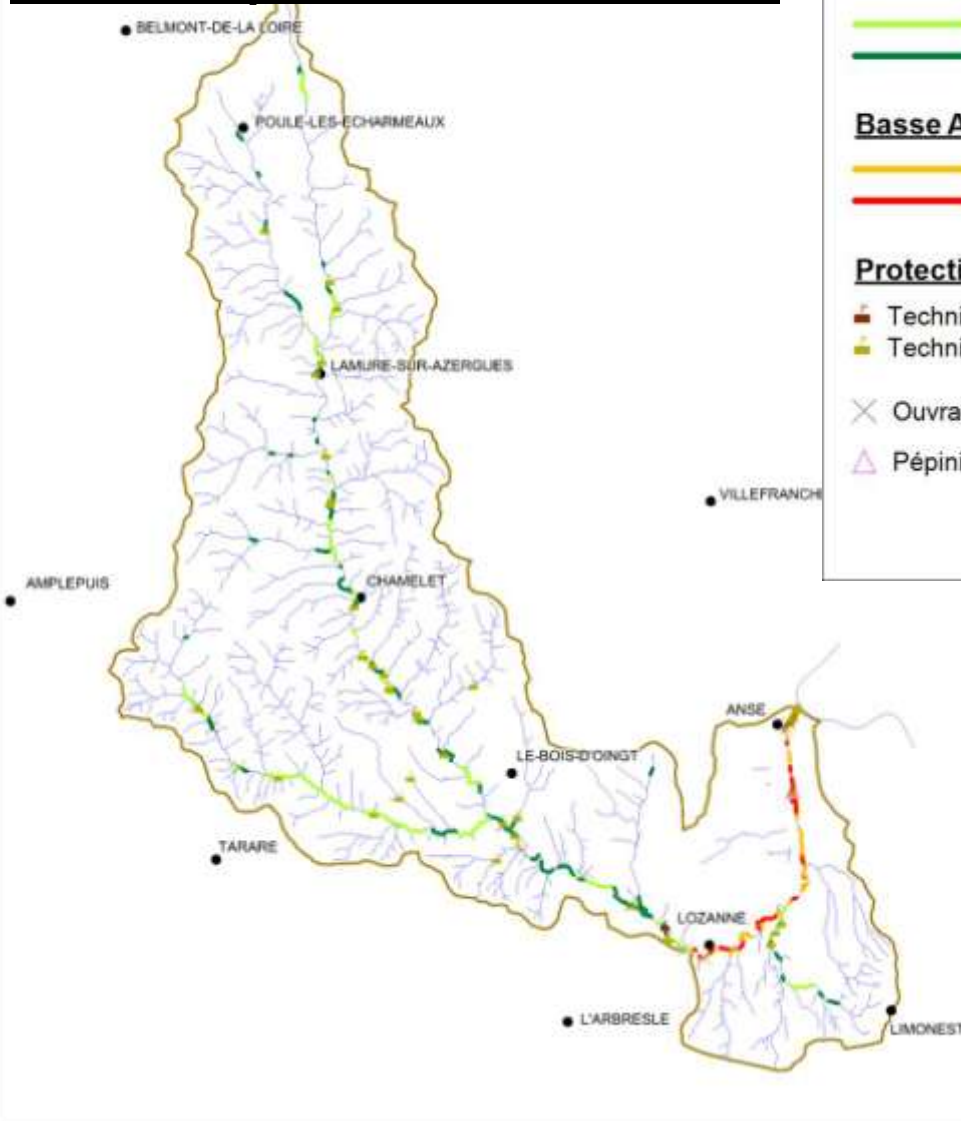 BELMONT-DE-LA LOIRE
POULE-LES-ECHARMEAUX
LAMURE-SUR-AZERGUES
VILLEFRANCH
AMPLEPUIS
CHAMELET
ANSE
LE-BOIS-D'OINGT
TARARE
LOZANNE
L'ARBRESLE
LIMONEST
Basse A
Protecti
Techni
Techni
Ouvra
Pépini